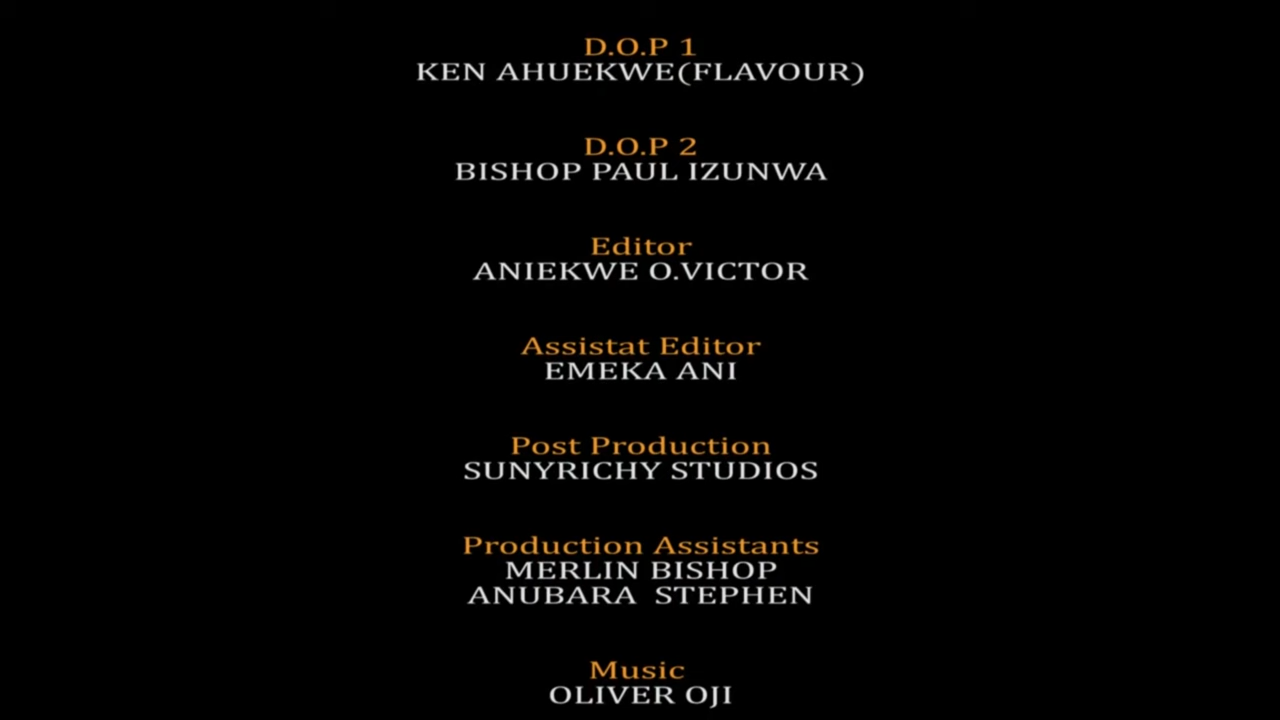 D.O.P 1
KEN AHUEKWE(FLAVOUR)
D.O.P 2
BISHOP PAUL IZUNWA
Editor
ANIEKWE O.VICTOR
Assistat Editor
EMEKA ANI
Post Production
SUNYRICHY STUDIOS
Production Assistants
MERLIN BISHOP
ANUBARA STEPHEN
Music
OLIVER OJI